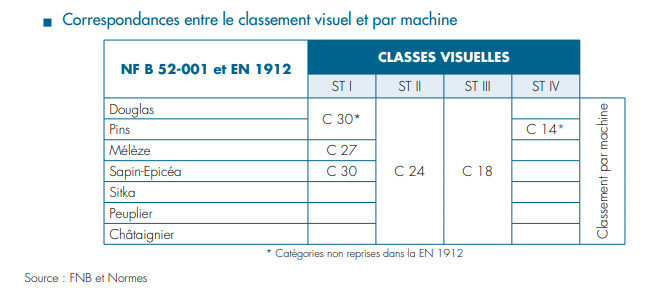 Correspondances entre le classement visuel et par machine
NF B 52-001 et EN 1912
CLASSES VISUELLES
ST I ST II ST III ST IV
Douglas
C 30*
Pins C 14*
Mélèze C 27
Sapin-Epicéa C 30 C 24 C 18
Sitka
Peuplier
Châtaignier
Classement par machine
* Catégories non reprises dans la EN 1912
Source : FNB et Normes